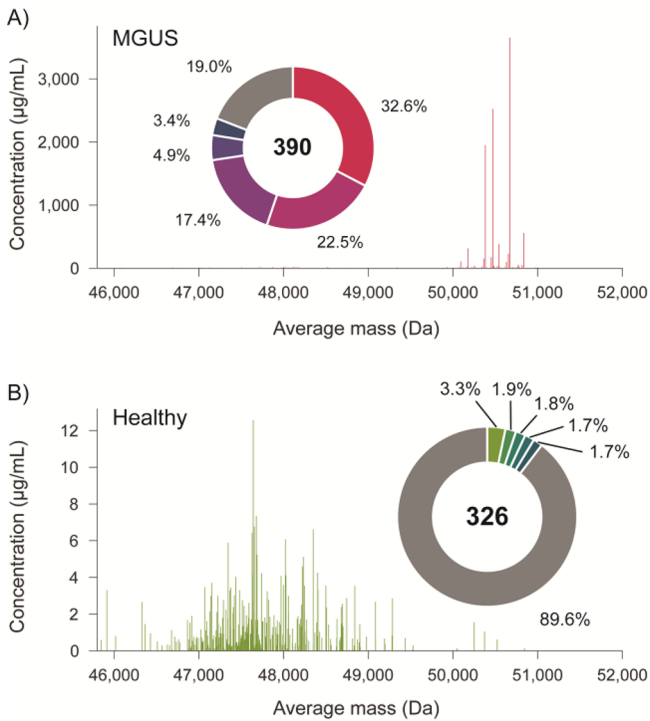 A)
MGUS
Concentration (µg/mL)
3,000
2,000
1,000
0
46,000 47,000 48,000 49,000 50,000 51,000 52,000
Average mass (Da)
19.0%
32.6%
3.4%
4.9%
17.4%
22.5%
390
B)
Healthy
Concentration (µg/mL)
12
10
8
6
4
2
0
46,000 47,000 48,000 49,000 50,000 51,000 52,000
Average mass (Da)
3.3% 1.9%
1.8%
1.7%
1.7%
326
89.6%